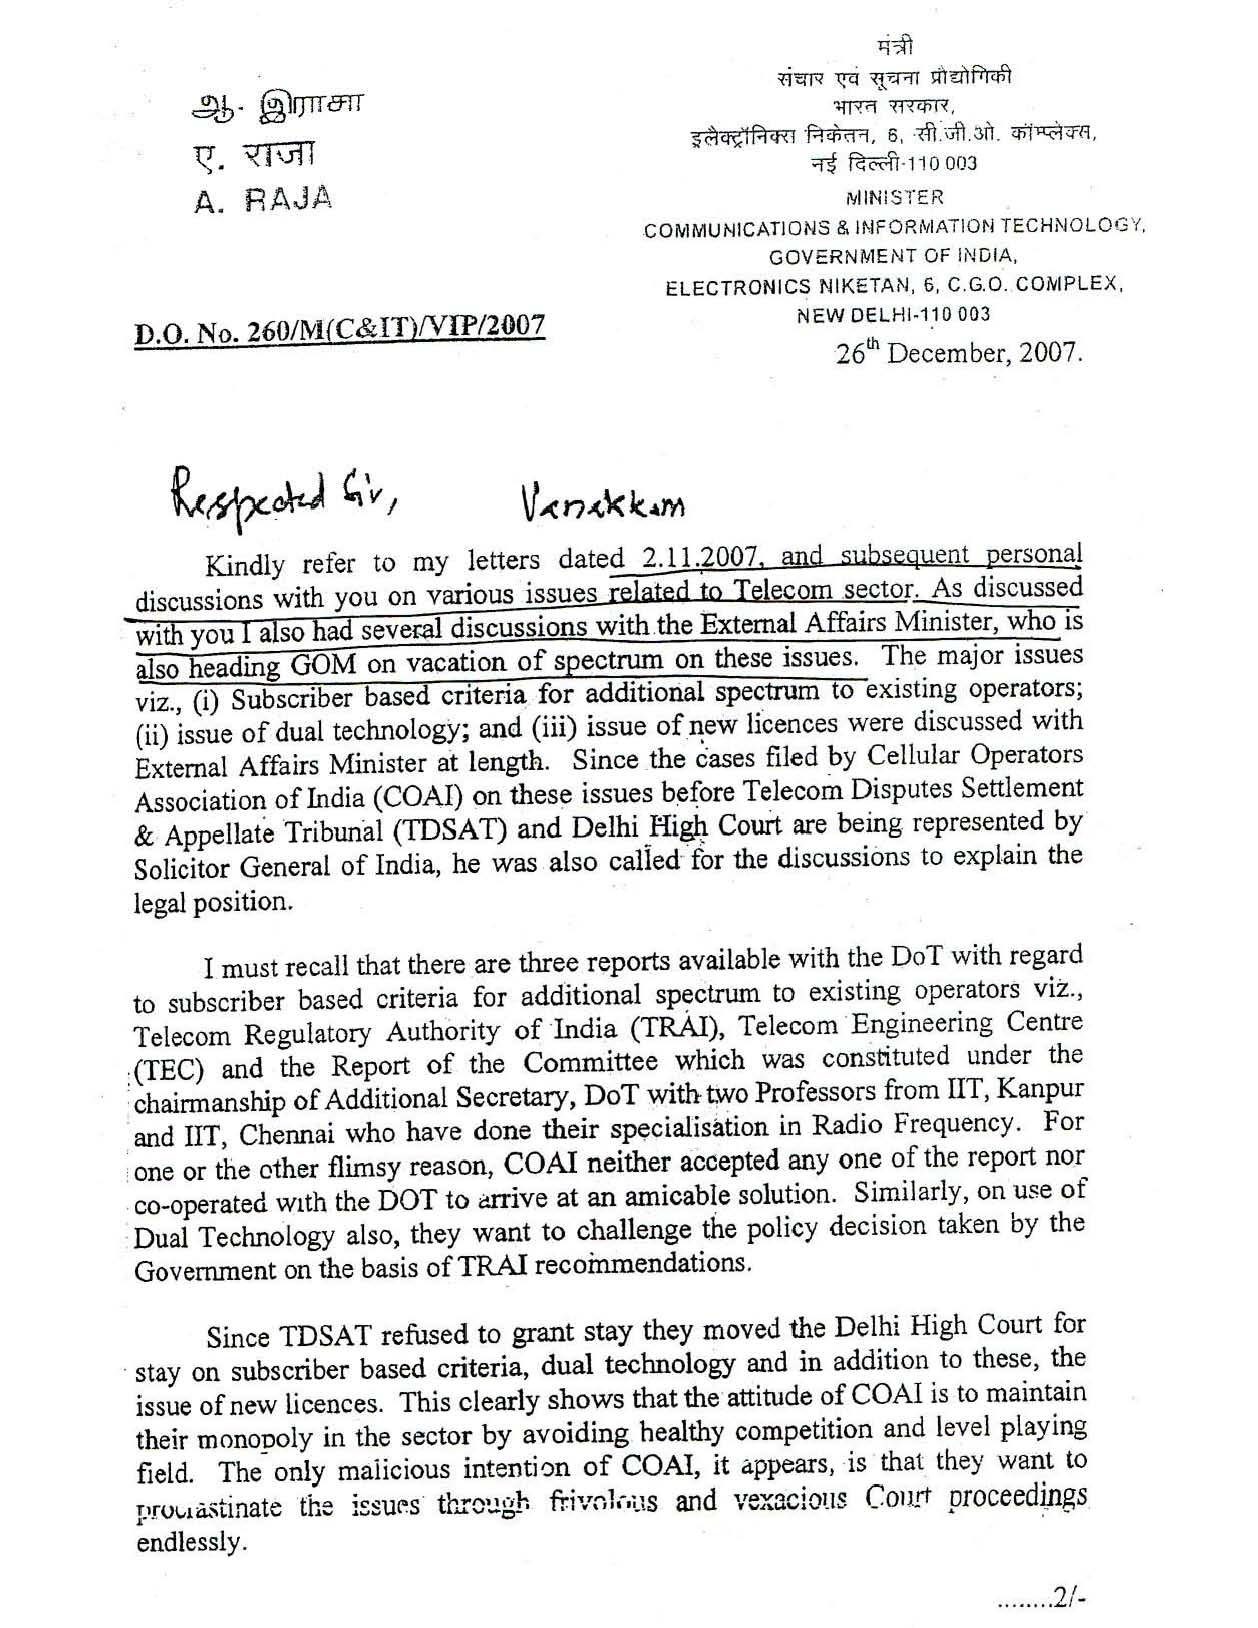 ஆ. இராசா
ए. राजा
A. RAJA
मंत्री
संचार एवं सूचना प्रौद्योगिकी
भारत सरकार,
इलैक्ट्रॉनिक्स निकेतन, 6, सी.जी.ओ. कॉम्पलेक्स,
नई दिल्ली-110 003
MINISTER
COMMUNICATIONS & INFORMATION TECHNOLOGY,
GOVERNMENT OF INDIA,
ELECTRONICS NIKETAN, 6, C.G.O. COMPLEX,
NEW DELHI-110 003
D.O. No. 260/M(C&IT)/VIP/2007
26th December, 2007.
Respected Sir, Vanakkam
Kindly refer to my letters dated 2.11.2007, and subsequent personal
discussions with you on various issues related to Telecom sector. As discussed
with you I also had several discussions with the External Affairs Minister, who is
also heading GOM on vacation of spectrum on these issues. The major issues
viz., (i) Subscriber based criteria for additional spectrum to existing operators;
(ii) issue of dual technology; and (iii) issue of new licences were discussed with
External Affairs Minister at length. Since the cases filed by Cellular Operators
Association of India (COAI) on these issues before Telecom Disputes Settlement
& Appellate Tribunal (TDSAT) and Delhi High Court are being represented by
Solicitor General of India, he was also called for the discussions to explain the
legal position.
I must recall that there are three reports available with the DoT with regard
to subscriber based criteria for additional spectrum to existing operators viz.,
Telecom Regulatory Authority of India (TRAI), Telecom Engineering Centre
(TEC) and the Report of the Committee which was constituted under the
chairmanship of Additional Secretary, DoT with two Professors from IIT, Kanpur
and IIT, Chennai who have done their specialisation in Radio Frequency. For
one or the other flimsy reason, COAI neither accepted any one of the report nor
co-operated with the DOT to arrive at an amicable solution. Similarly, on use of
Dual Technology also, they want to challenge the policy decision taken by the
Government on the basis of TRAI recommendations.
Since TDSAT refused to grant stay they moved the Delhi High Court for
stay on subscriber based criteria, dual technology and in addition to these, the
issue of new licences. This clearly shows that the attitude of COAI is to maintain
their monopoly in the sector by avoiding healthy competition and level playing
field. The only malicious intention of COAI, it appears, is that they want to
procrastinate the issues through frivolous and vexacious Court proceedings
endlessly.
........2/-